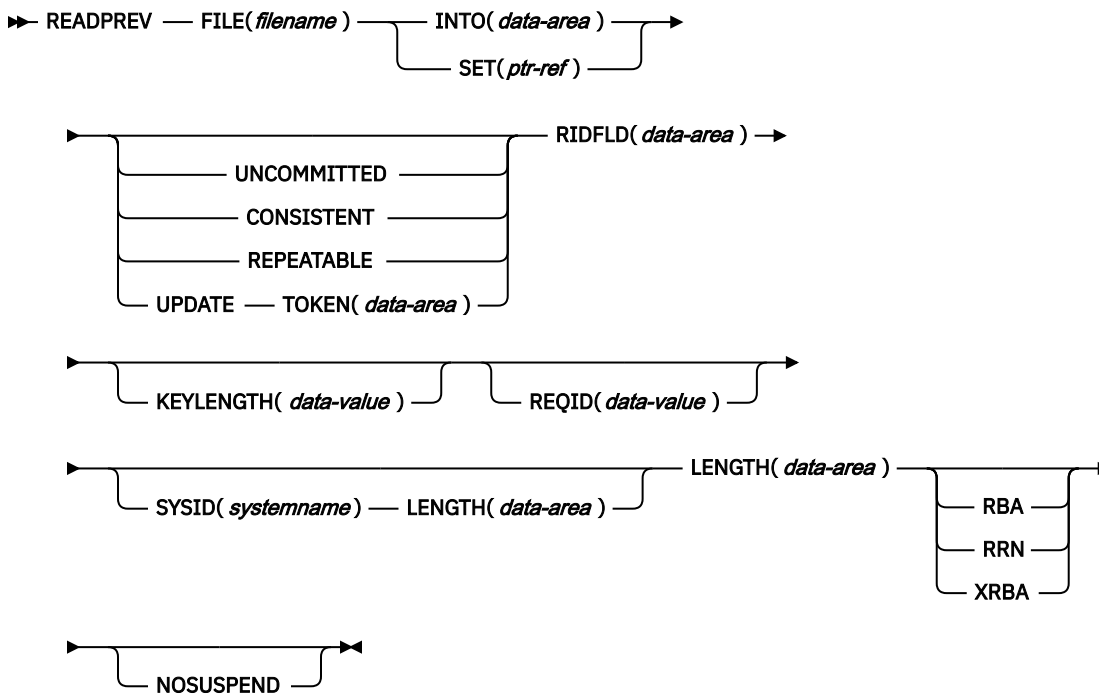 READPREV FILE( filename ) INTO( data-area )
SET( ptr-ref )
RIDFLD( data-area )
UNCOMMITTED
CONSISTENT
REPEATABLE
UPDATE TOKEN( data-area )
KEYLENGTH( data-value ) REQID( data-value )
LENGTH( data-area )
SYSID( systemname ) LENGTH( data-area ) RBA
RRN
XRBA
NOSUSPEND